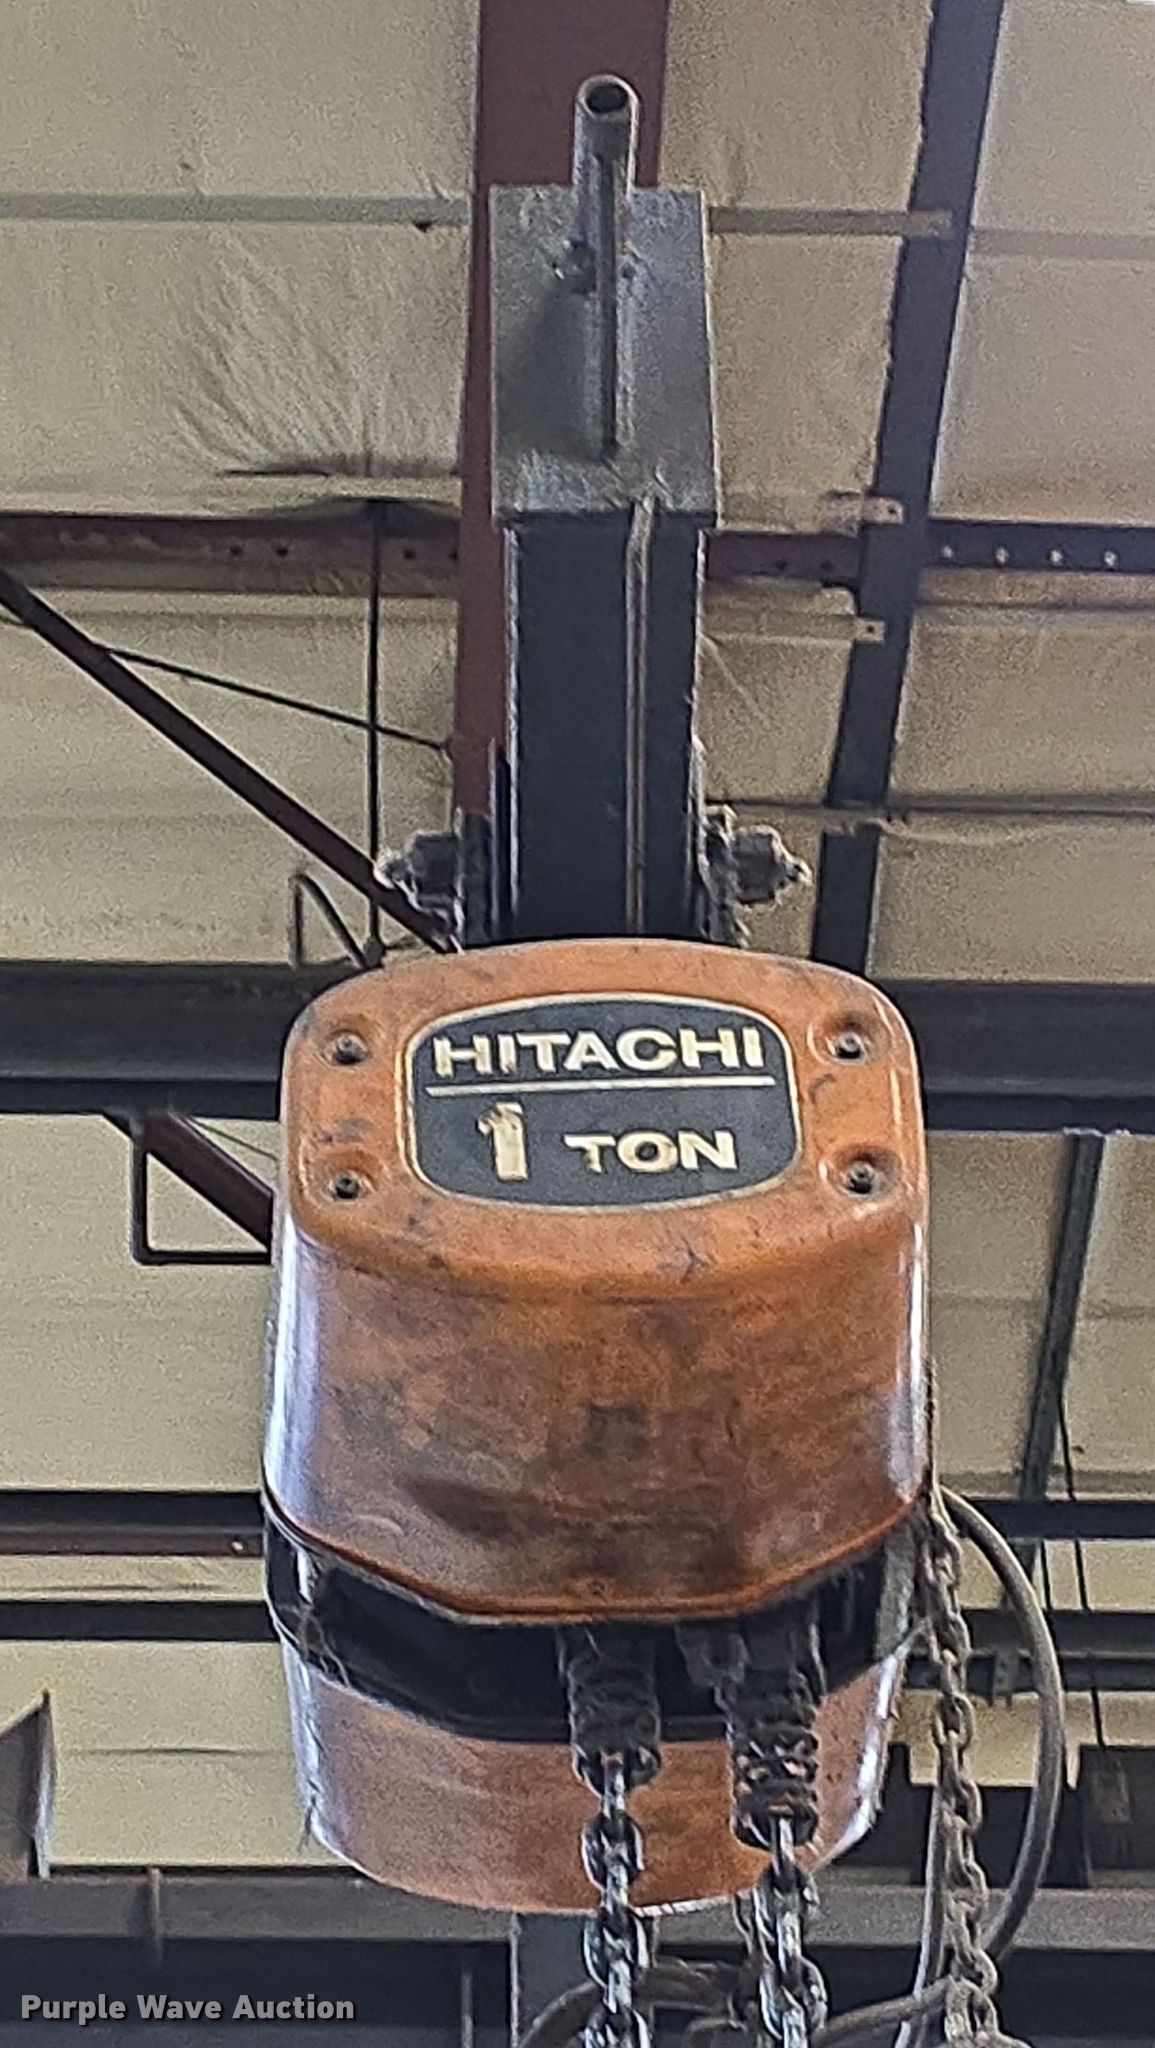 HITACHI
1 TON
Purple Wave Auction